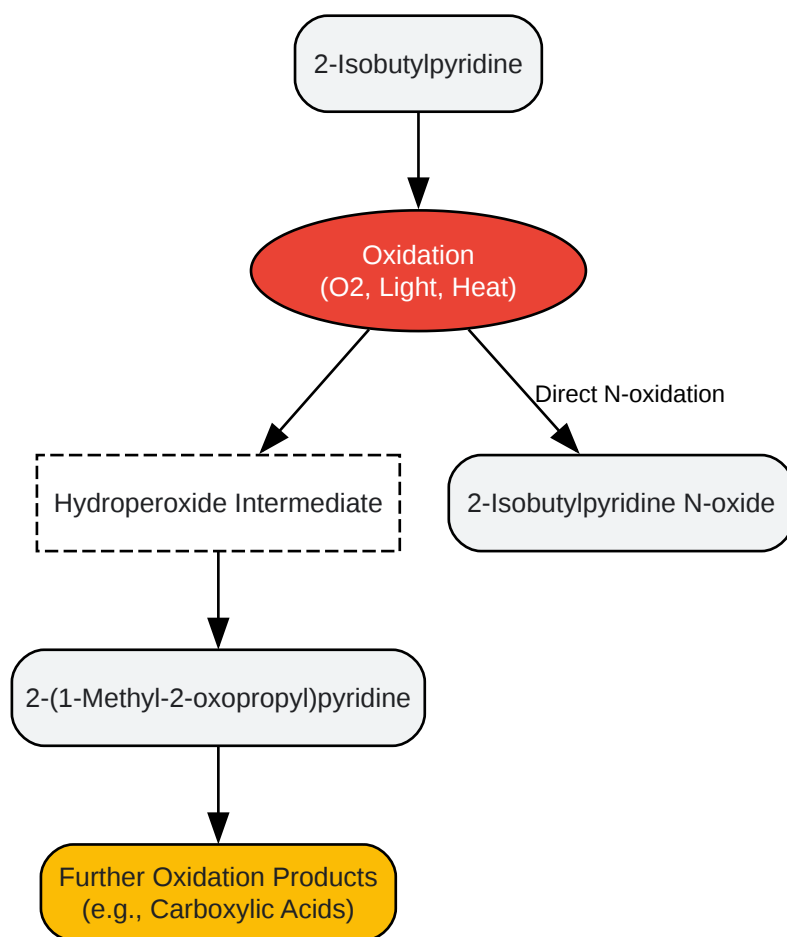 2-Isobutylpyridine
Oxidation
(O2, Light, Heat)
Direct N-oxidation
Hydroperoxide Intermediate
2-Isobutylpyridine N-oxide
2-(1-Methyl-2-oxopropyl)pyridine
Further Oxidation Products
(e.g., Carboxylic Acids)